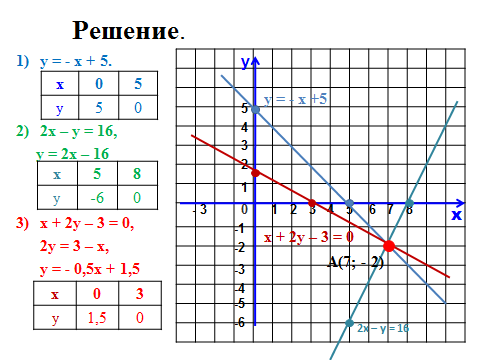 Решение.
1) y = - x + 5.
x 0 5
y 5 0
2) 2x – y = 16,
y = 2x – 16
x 5 8
y -6 0
3) x + 2y – 3 = 0,
2y = 3 – x,
y = - 0,5x + 1,5
x 0 3
y 1,5 0
y
y = - x +5
5
4
3
2
1
- 3 0 1 2 3 4 5 6 7 8
x
-1
-2
-3
-4
-5
-6
x + 2y – 3 = 0
A(7; - 2)
2x – y = 16